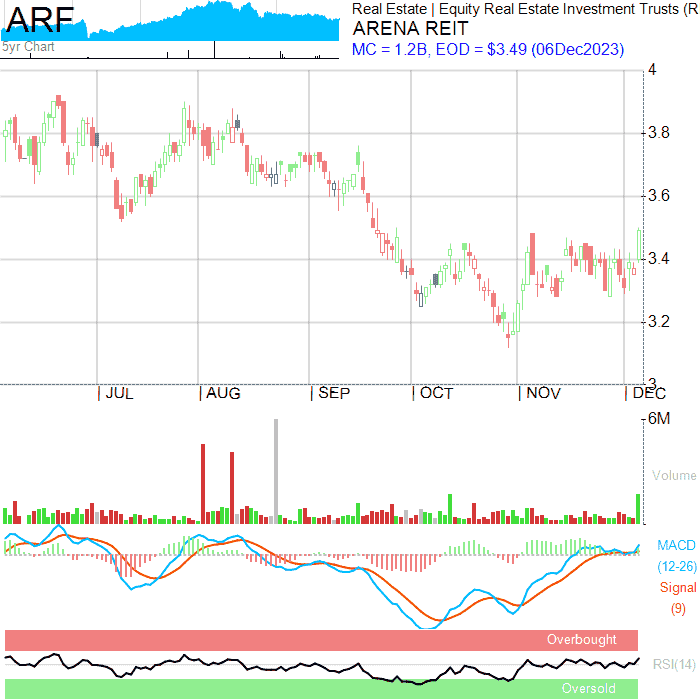 ARF
5yr Chart
Real Estate | Equity Real Estate Investment Trusts (R
ARENA REIT
MC = 1.2B, EOD = $3.49 (06Dec2023)
4
3.8
3.6
3.4
3.2
3
| JUL | AUG | SEP | OCT | NOV | DEC
6M
Volume
MACD
(12-26)
Signal
(9)
Overbought
RSI(14)
Oversold